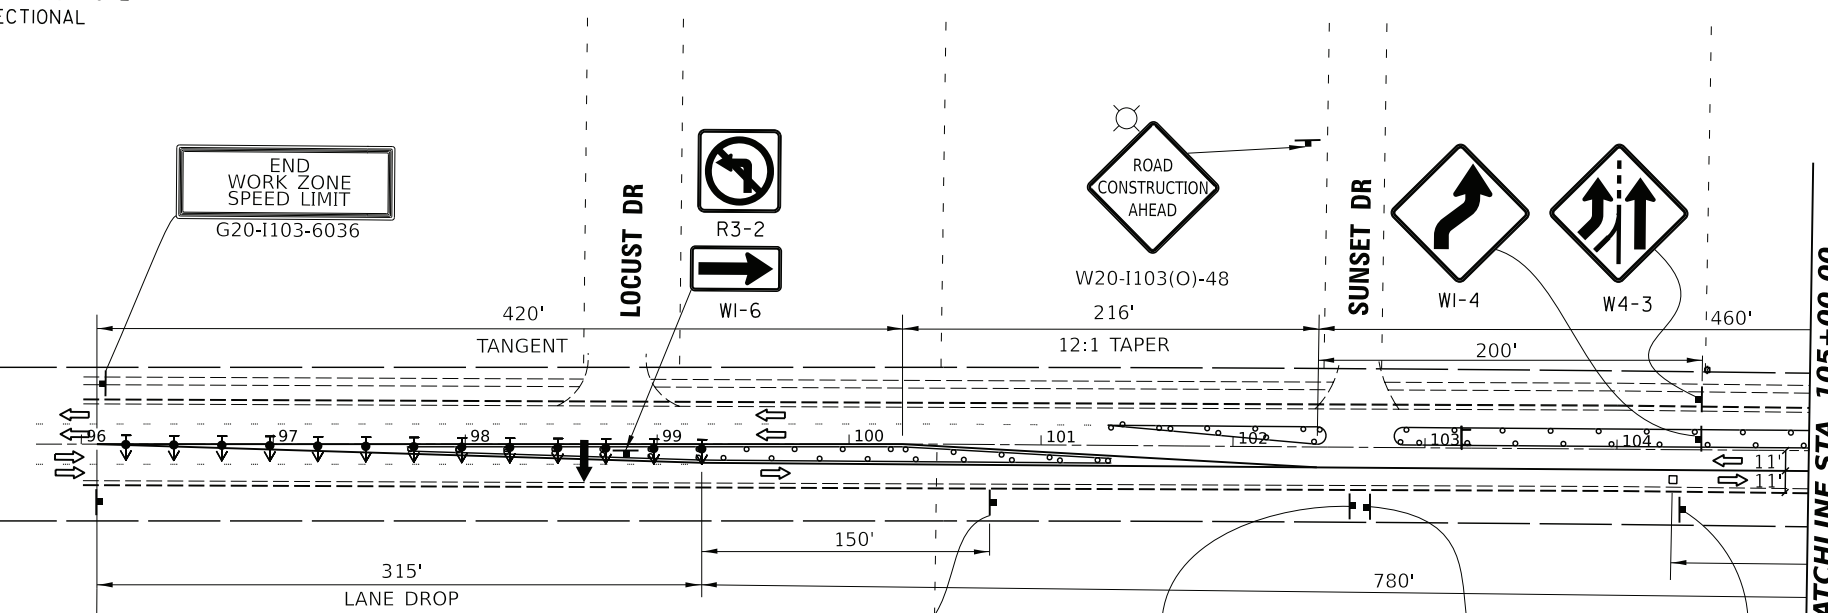 ECTIONAL
END
WORK ZONE
SPEED LIMIT
G20-I103-6036
LOCUST DR
R3-2
WI-6
ROAD
CONSTRUCTION
AHEAD
W20-I103(O)-48
SUNSET DR
WI-4
W4-3
420'
TANGENT
216'
12:1 TAPER
460'
200'
96
97
98
99
100
101
102
103
104
11'
11'
150'
315'
LANE DROP
780'
ATCHLINE STA. 105+00.00